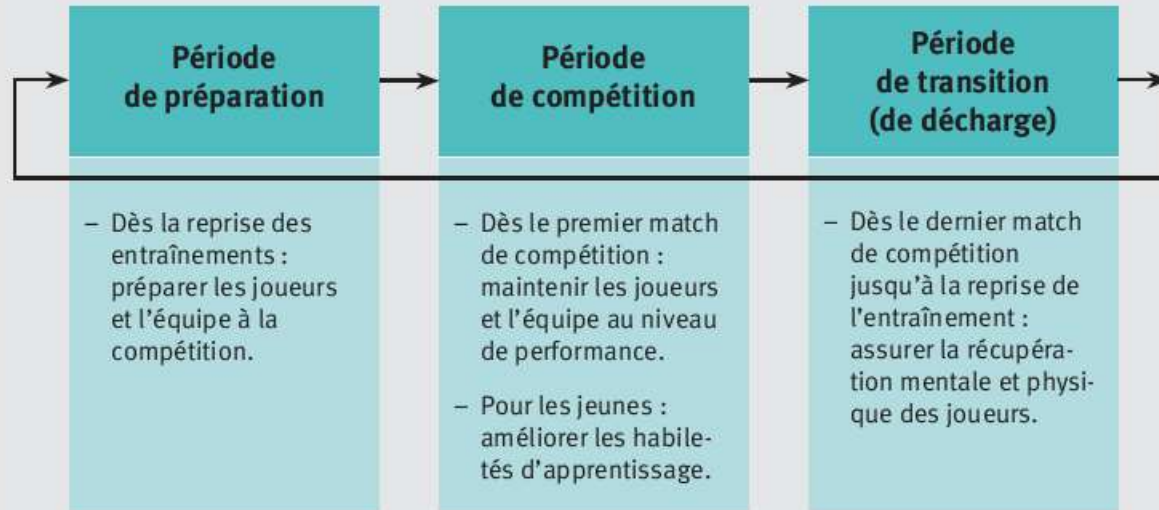 Période
de préparation
Période
de compétition
Période
de transition
(de décharge)
– Dès la reprise des
entraînements :
préparer les joueurs
et l’équipe à la
compétition.
– Dès le premier match
de compétition :
maintenir les joueurs
et l’équipe au niveau
de performance.
– Pour les jeunes :
améliorer les habile-
tés d’apprentissage.
– Dès le dernier match
de compétition
jusqu’à la reprise de
l’entraînement :
assurer la récupéra-
tion mentale et physi-
que des joueurs.